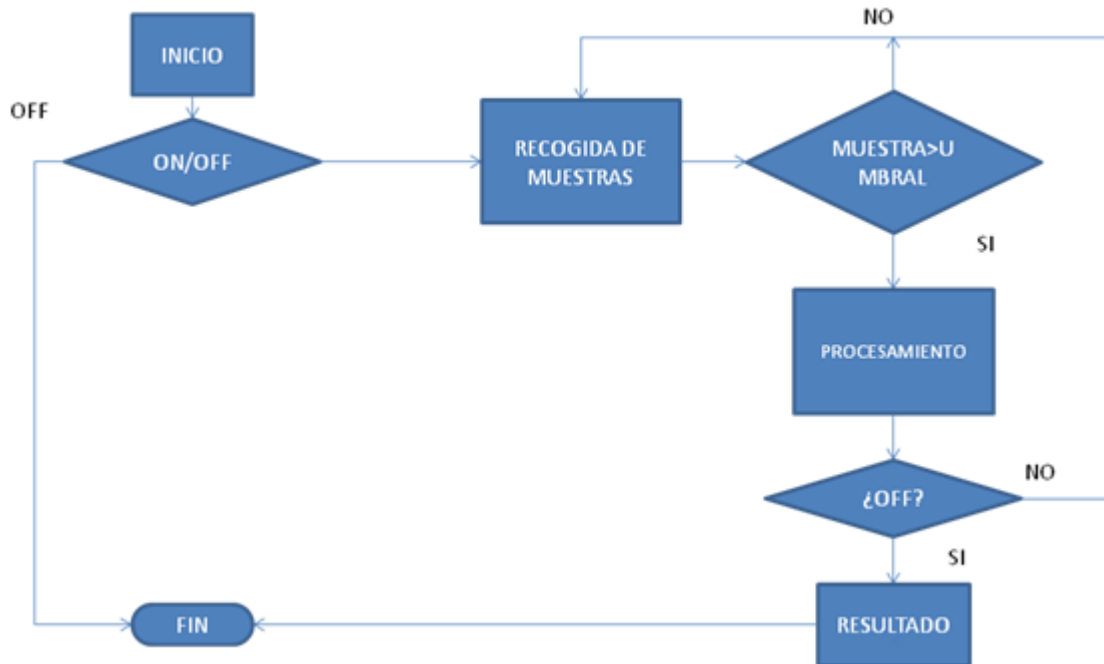 NO
INICIO
OFF
ON/OFF
RECOGIDA DE
MUESTRAS
MUESTRA>U
MBRAL
SI
PROCESAMIENTO
¿OFF?
NO
SI
FIN
RESULTADO